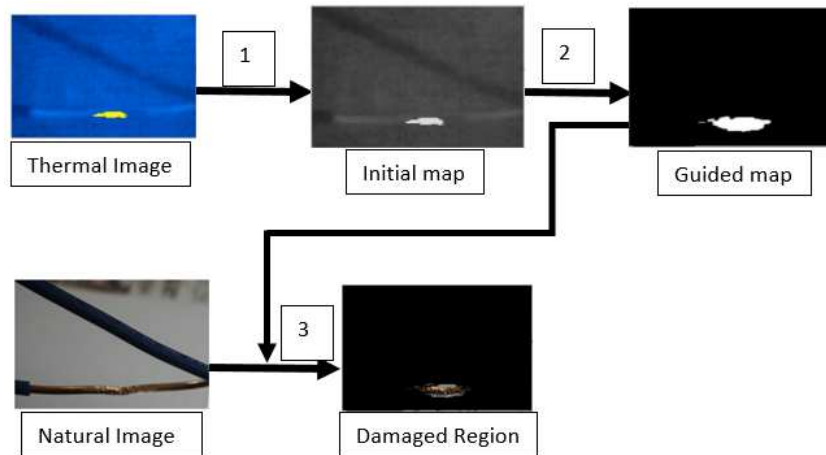 1
2
Thermal Image
Initial map
Guided map
3
Natural Image
Damaged Region